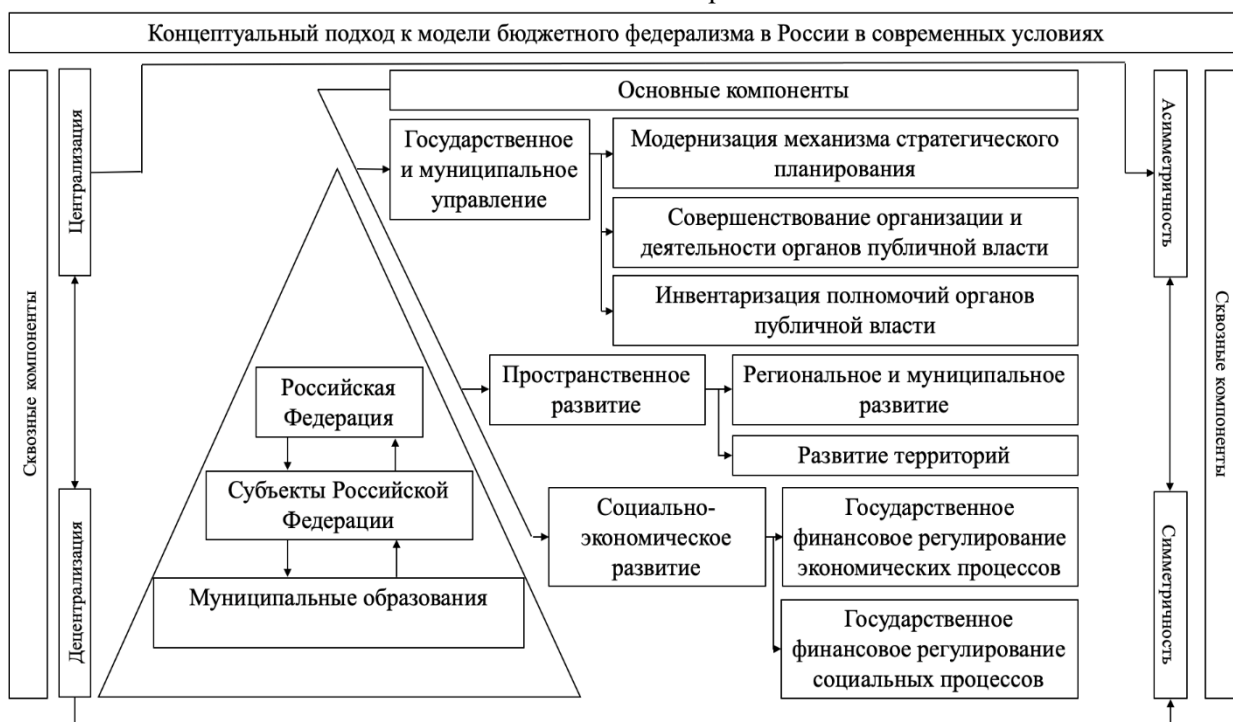 Концептуальный подход к модели бюджетного федерализма в России в современных условиях
Сквозные компоненты
Централизация
Децентрализация
Основные компоненты
Государственное
и муниципальное
управление
Модернизация механизма стратегического
планирования
Совершенствование организации и
деятельности органов публичной власти
Инвентаризация полномочий органов
публичной власти
Пространственное
развитие
Региональное и муниципальное
развитие
Развитие территорий
Социально-
экономическое
развитие
Государственное
финансовое регулирование
экономических процессов
Государственное
финансовое регулирование
социальных процессов
Российская
Федерация
Субъекты Российской
Федерации
Муниципальные образования
Асимметричность
Симметричность
Сквозные компоненты